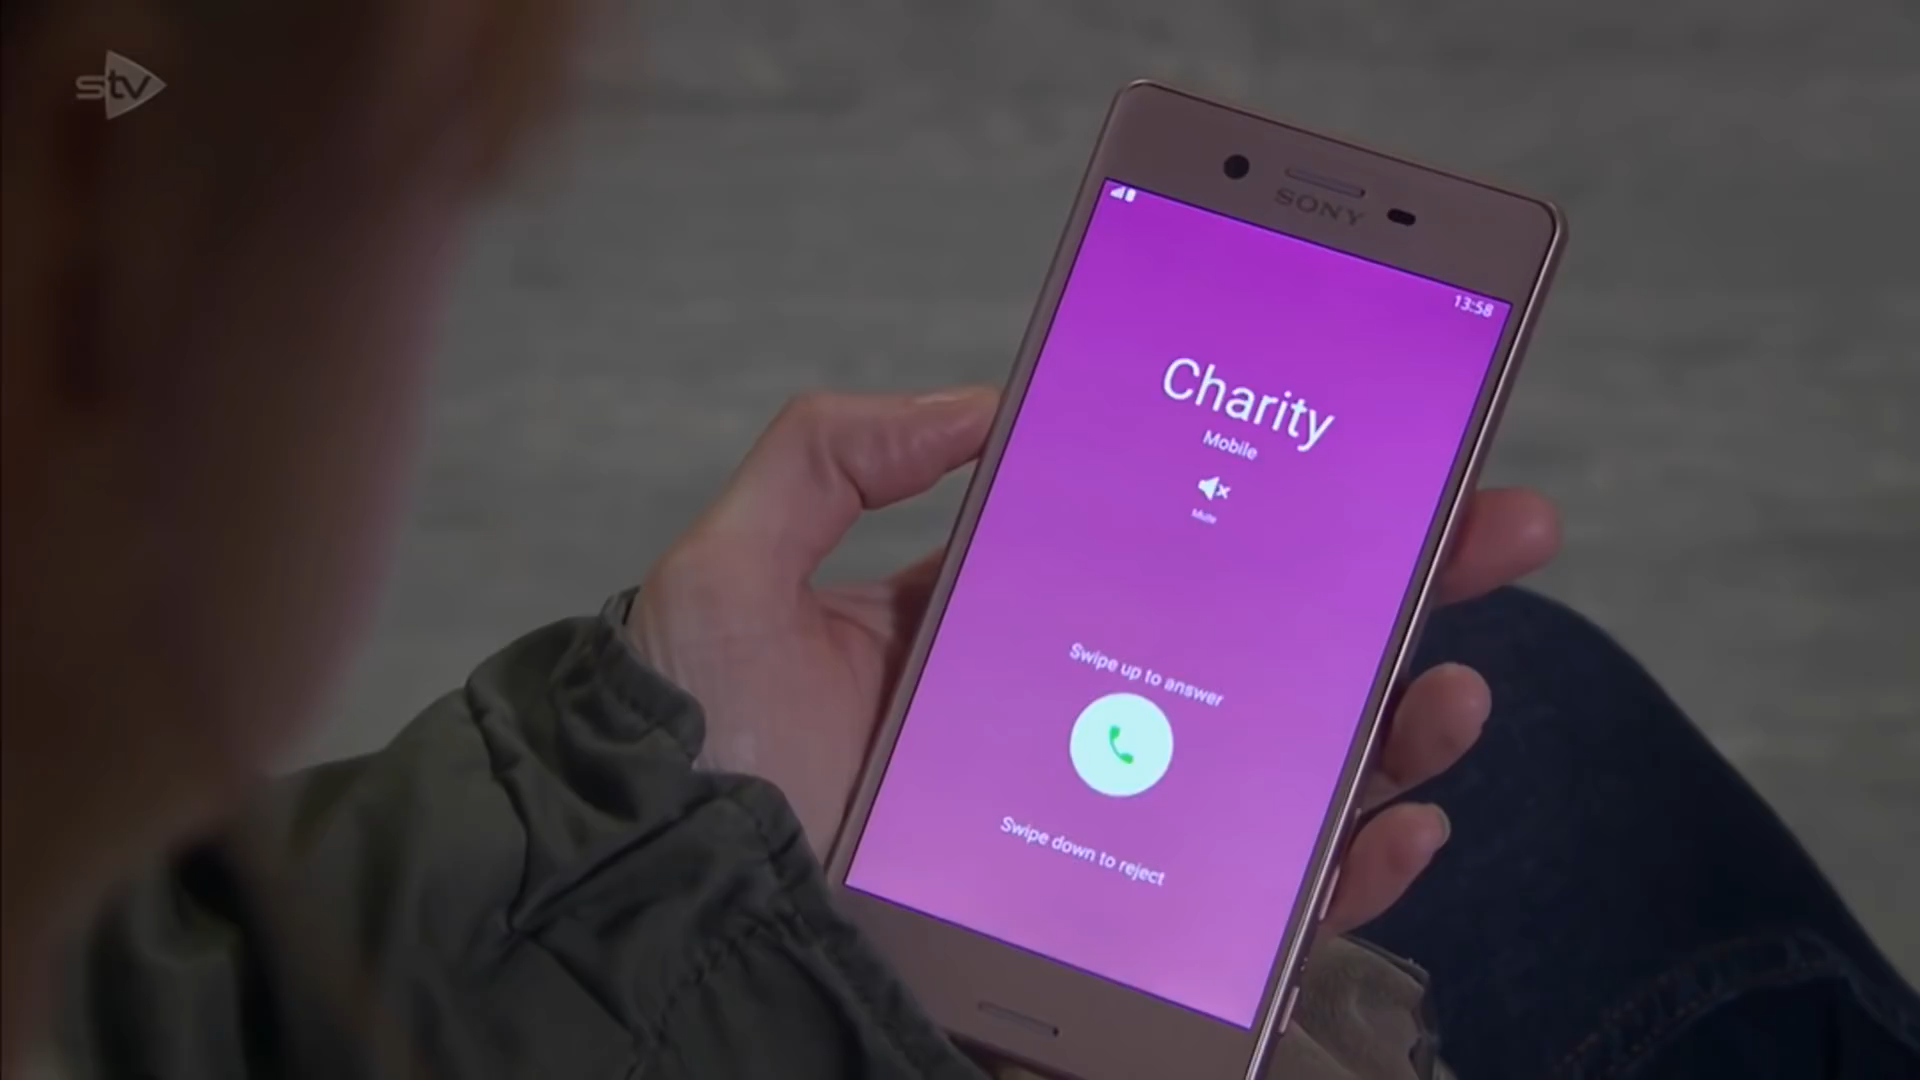 stv
SONY
13:58
Charity
Mobile
Mute
Swipe up to answer
Swipe down to reject